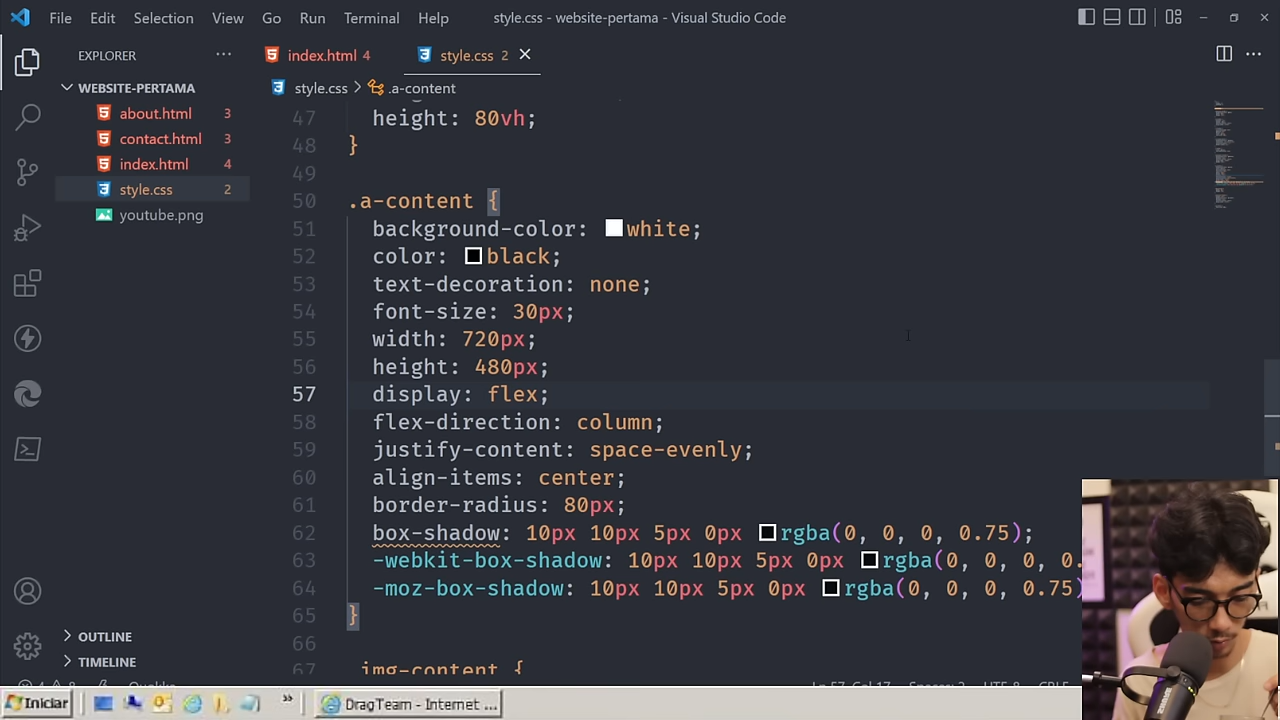 File Edit Selection View Go Run Terminal Help style.css - website-pertama - Visual Studio Code
EXPLORER ··· index.html 4 style.css 2
WEBSITE-PERTAMA style.css > .a-content
about.html 3
contact.html 3
index.html 4
style.css 2
youtube.png
OUTLINE
TIMELINE
47 height: 80vh;
48 }
49
50 .a-content {
51 background-color: white;
52 color: black;
53 text-decoration: none;
54 font-size: 30px;
55 width: 720px;
56 height: 480px;
57 display: flex;
58 flex-direction: column;
59 justify-content: space-evenly;
60 align-items: center;
61 border-radius: 80px;
62 box-shadow: 10px 10px 5px 0px rgba(0, 0, 0, 0.75);
63 -webkit-box-shadow: 10px 10px 5px 0px rgba(0, 0, 0, 0.
64 -moz-box-shadow: 10px 10px 5px 0px rgba(0, 0, 0, 0.75)
65 }
66
67 .img-content {
Iniciar » DragTeam - Internet ...